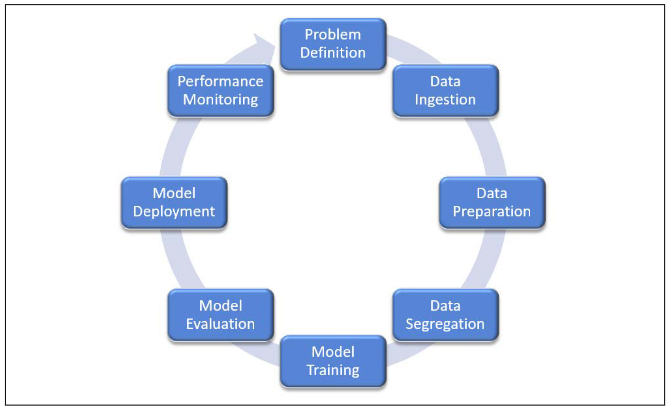 Problem
Definition
Data
Ingestion
Data
Preparation
Data
Segregation
Model
Training
Model
Evaluation
Model
Deployment
Performance
Monitoring